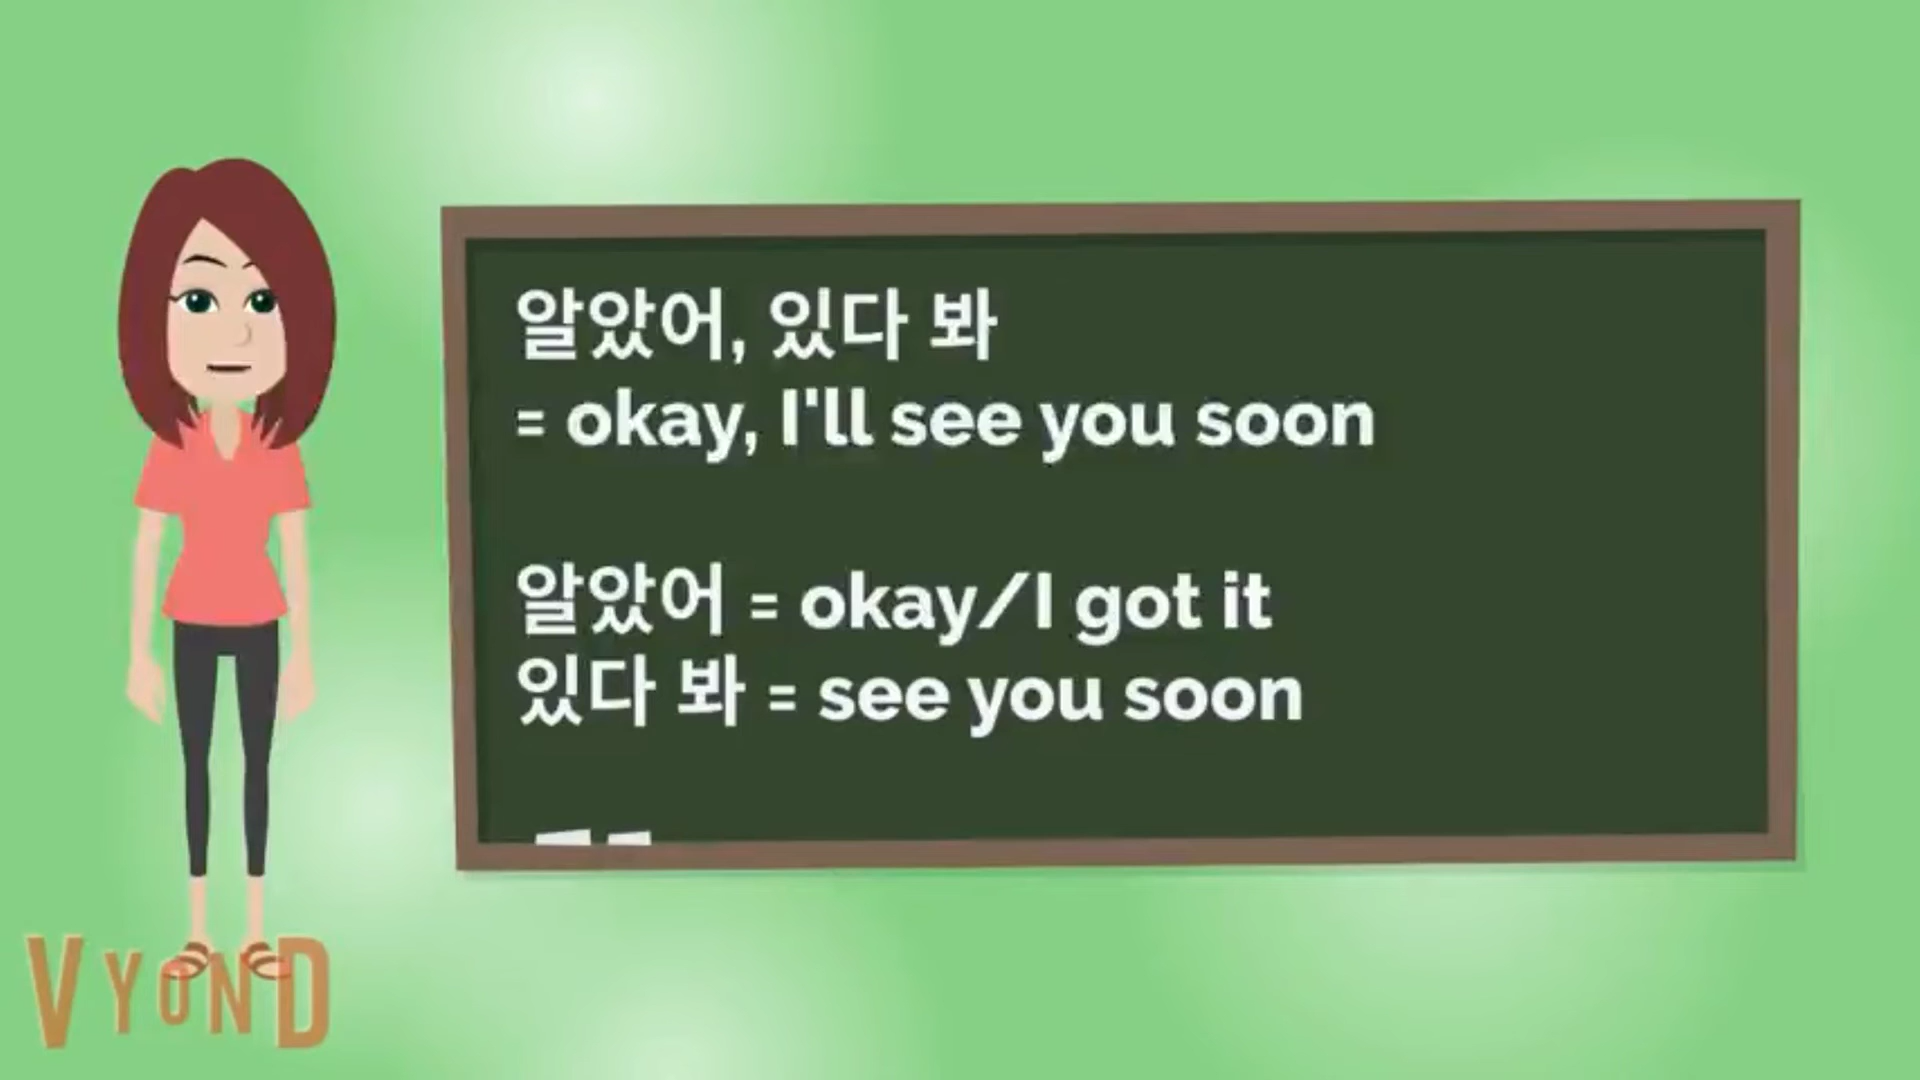 알았어, 있다 봐
= okay, I'll see you soon
알았어 = okay/I got it
있다 봐 = see you soon
VYOND